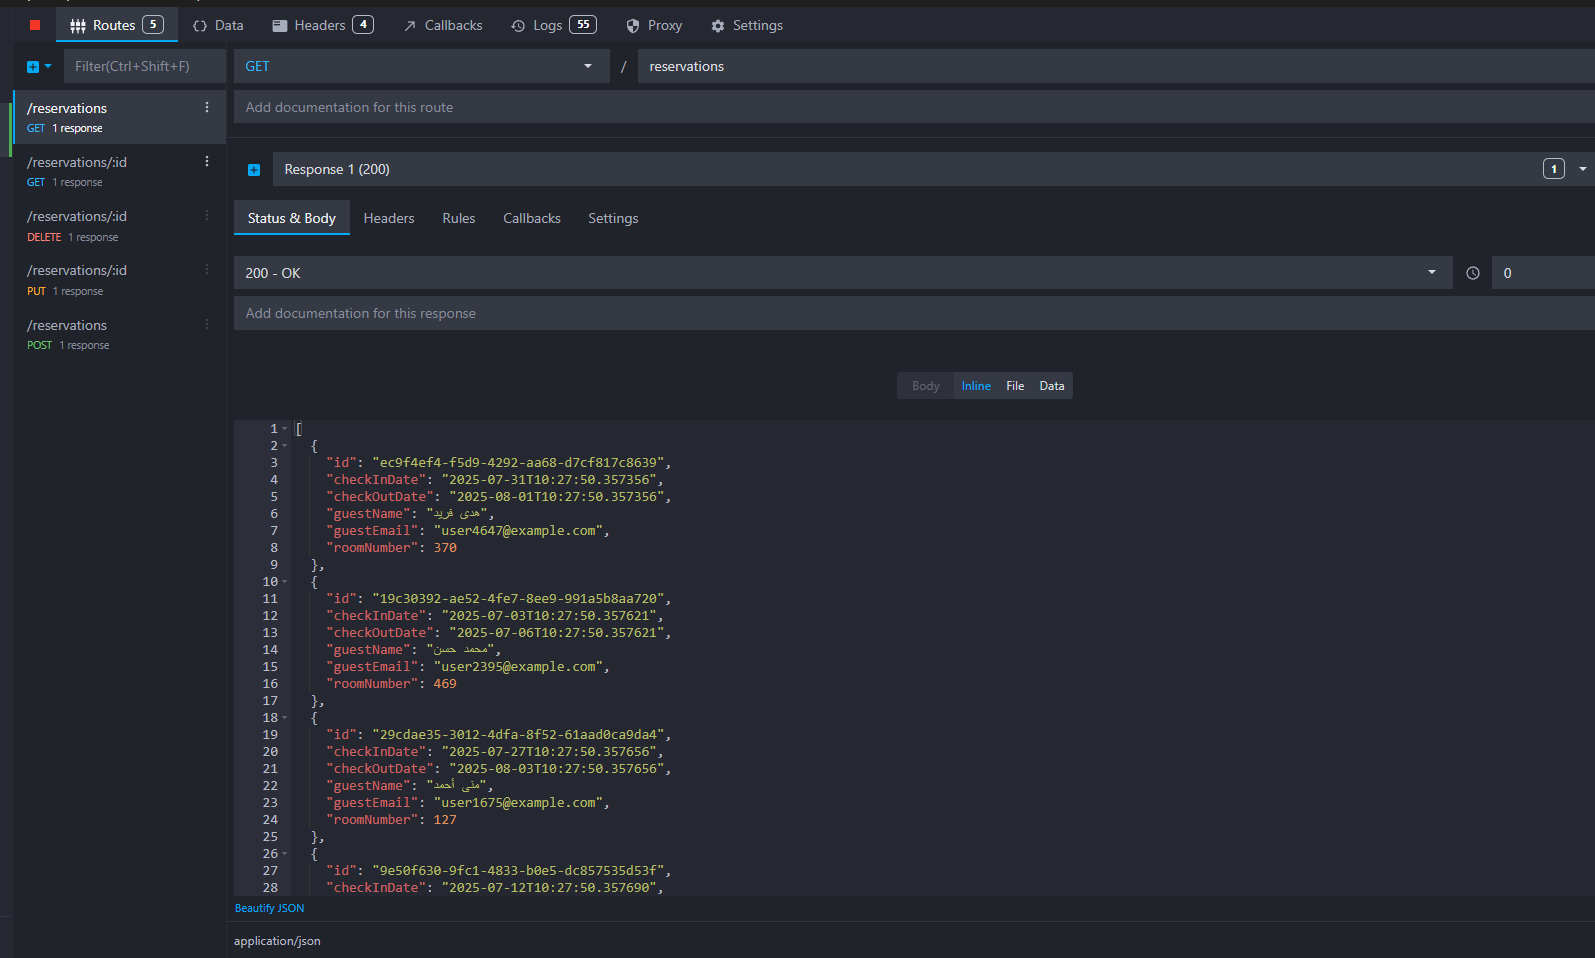 Routes 5 Data Headers 4 Callbacks Logs 55 Proxy Settings
Filter(Ctrl+Shift+F) GET / reservations
/reservations
GET 1 response
/reservations/:id
GET 1 response
/reservations/:id
DELETE 1 response
/reservations/:id
PUT 1 response
/reservations
POST 1 response
Add documentation for this route
Response 1 (200) 1
Status & Body Headers Rules Callbacks Settings
200 - OK 0
Add documentation for this response
Body Inline File Data
1 [
2 {
3 "id": "ec9f4ef4-f5d9-4292-aa68-d7cf817c8639",
4 "checkInDate": "2025-07-31T10:27:50.357356",
5 "checkOutDate": "2025-08-01T10:27:50.357356",
6 "guestName": "هدى فريد",
7 "guestEmail": "user4647@example.com",
8 "roomNumber": 370
9 },
10 {
11 "id": "19c30392-ae52-4fe7-8ee9-991a5b8aa720",
12 "checkInDate": "2025-07-03T10:27:50.357621",
13 "checkOutDate": "2025-07-06T10:27:50.357621",
14 "guestName": "محمد حسن",
15 "guestEmail": "user2395@example.com",
16 "roomNumber": 469
17 },
18 {
19 "id": "29cdae35-3012-4dfa-8f52-61aad0ca9da4",
20 "checkInDate": "2025-07-27T10:27:50.357656",
21 "checkOutDate": "2025-08-03T10:27:50.357656",
22 "guestName": "منى أحمد",
23 "guestEmail": "user1675@example.com",
24 "roomNumber": 127
25 },
26 {
27 "id": "9e50f630-9fc1-4833-b0e5-dc857535d53f",
28 "checkInDate": "2025-07-12T10:27:50.357690",
Beautify JSON
application/json